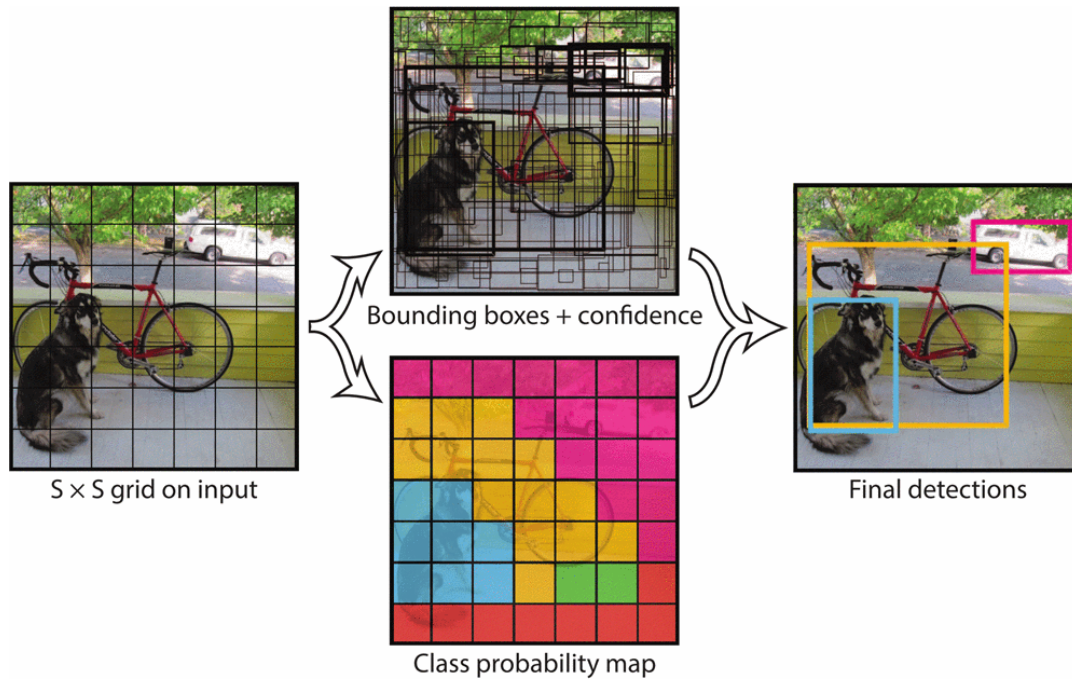 S × S grid on input
Bounding boxes + confidence
Class probability map
Final detections